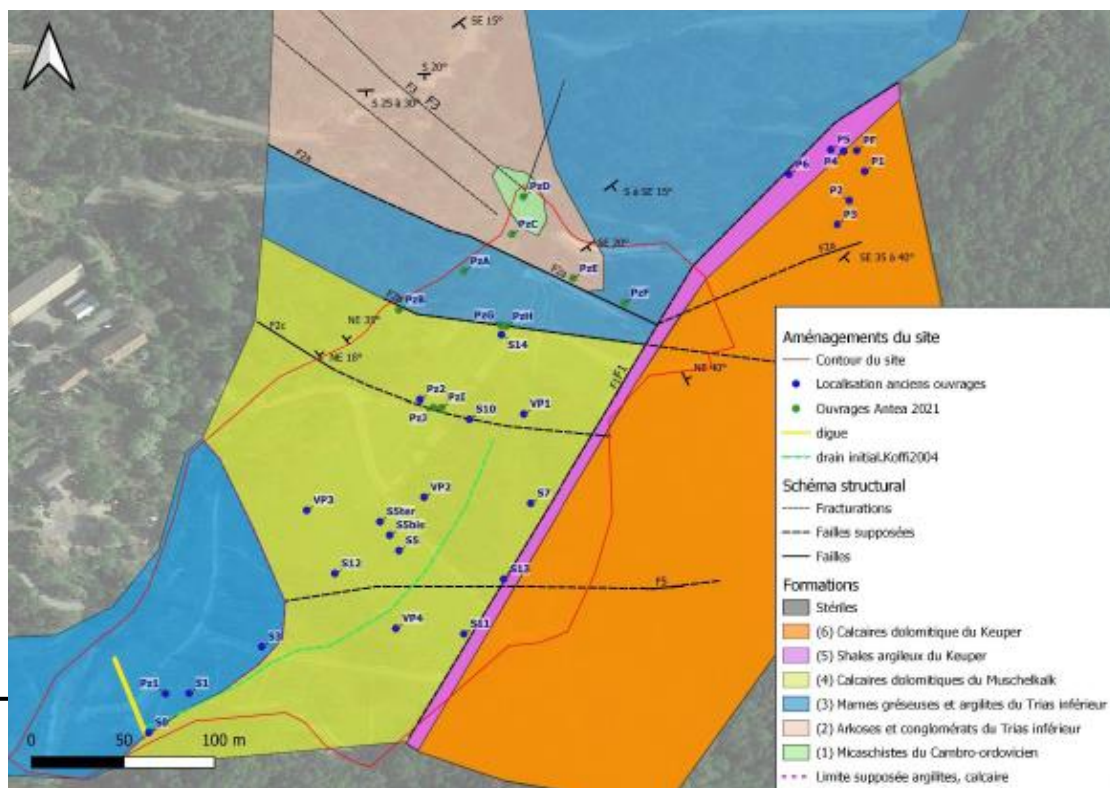 SE 15°
S 20°
F3
F3
S 25 à 30°
F2a
PzD
PzC
S à SE 15°
SE 20°
PzA
F2a
PzE
PzF
PzB
PzG
PzH
S14
NE 38°
F2c
NE 18°
F1
F1
NE 40°
P5
PF
P4
P6
P1
P2
P3
SE 35 à 40°
Pz2
PzI
Pz3
S10
VP1
VP3
VP2
S5ter
S5bis
S5
S7
S12
S13
F5
VP4
S11
S3
Pz1
S1
S0
0 50 100 m
Aménagements du site
Contour du site
Localisation anciens ouvrages
Ouvrages Antea 2021
digue
drain initial.Koffi2004
Schéma structural
Fracturations
Failles supposées
Failles
Formations
Stériles
(6) Calcaires dolomitique du Keuper
(5) Shales argileux du Keuper
(4) Calcaires dolomitiques du Muschelkalk
(3) Marnes gréseuses et argilites du Trias inférieur
(2) Arkoses et conglomérats du Trias inférieur
(1) Micaschistes du Cambro-ordovicien
Limite supposée argilites, calcaire